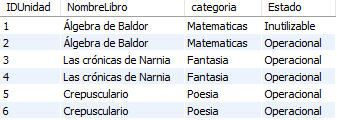 IDUnidad NombreLibro categoria Estado
1 Álgebra de Baldor Matematicas Inutilizable
2 Álgebra de Baldor Matematicas Operacional
3 Las crónicas de Narnia Fantasia Operacional
4 Las crónicas de Narnia Fantasia Operacional
5 Crepusculario Poesia Operacional
6 Crepusculario Poesia Operacional